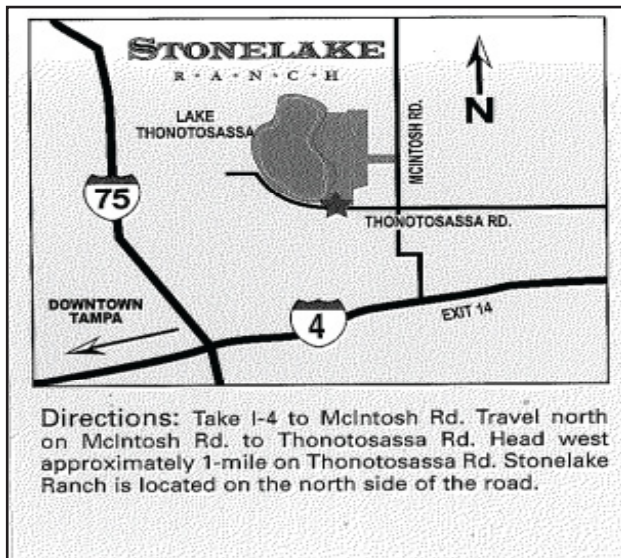 STONELAKE
R·A·N·C·H
LAKE
THONOTOSASSA
MCINTOSH RD.
N
75
THONOTOSASSA RD.
DOWNTOWN
TAMPA
4
EXIT 14
Directions: Take I-4 to McIntosh Rd. Travel north
on McIntosh Rd. to Thonotosassa Rd. Head west
approximately 1-mile on Thonotosassa Rd. Stonelake
Ranch is located on the north side of the road.